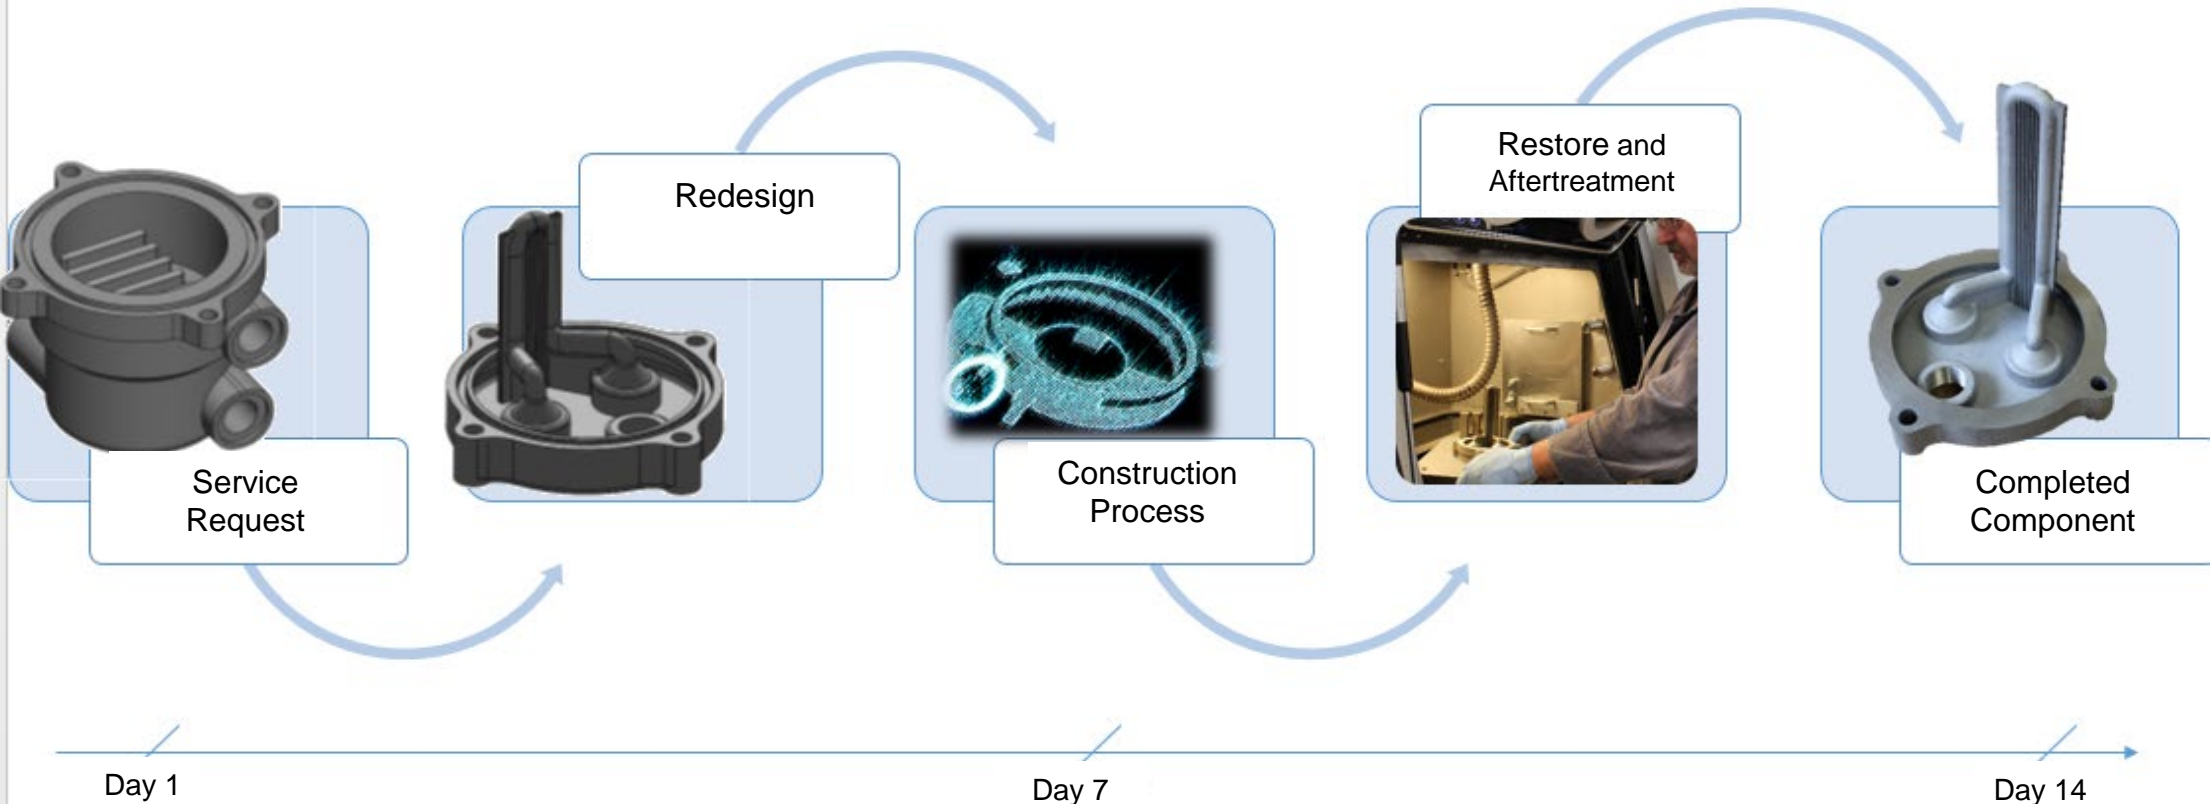 Service
Request
Redesign
Construction
Process
Restore and
Aftertreatment
Completed
Component
Day 1
Day 7
Day 14